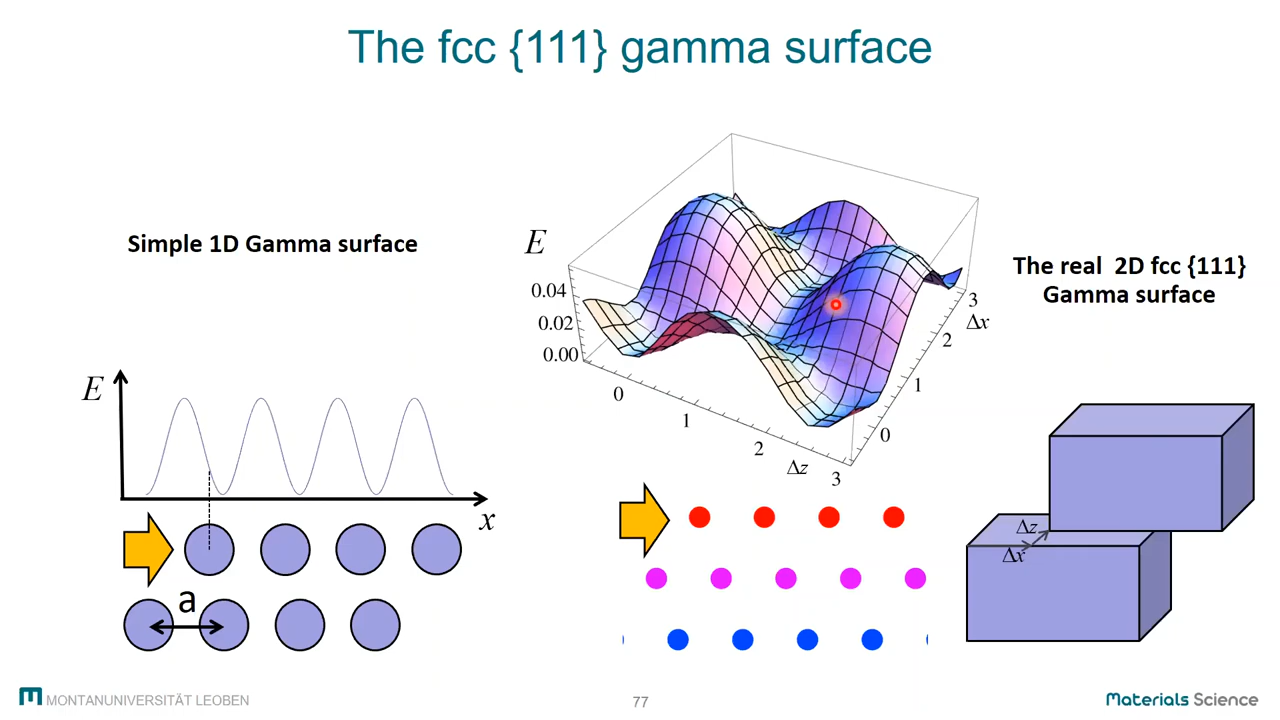 The fcc {111} gamma surface
Simple 1D Gamma surface
E
0.04
0.02
0.00
0
1
2
3
Δz
0
1
2
3
Δx
The real 2D fcc {111}
Gamma surface
E
x
a
Δz
Δx
MONTANUNIVERSITÄT LEOBEN
77
Materials Science